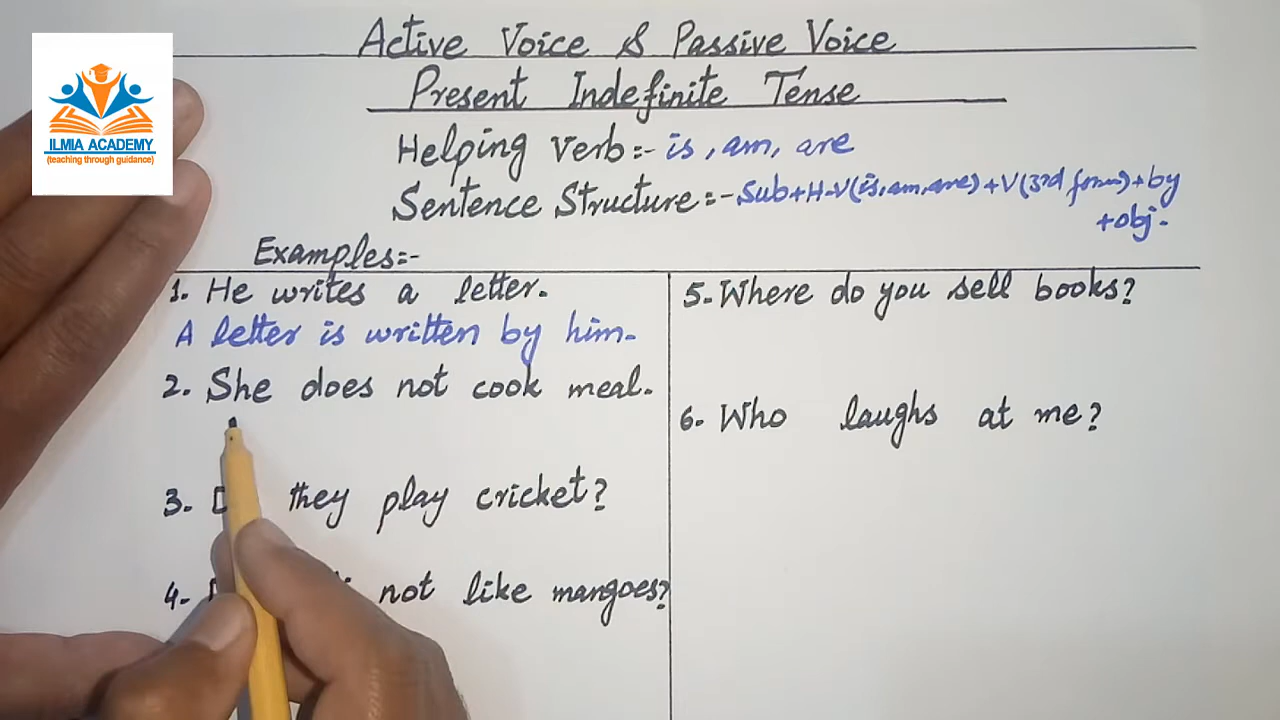 Active Voice & Passive Voice
Present Indefinite Tense
ILMIA ACADEMY
(teaching through guidance)
Helping Verb:- is, am, are
Sentence Structure:- Sub+H-V(is,am,are)+V(3rd form)+by
+obj.
Examples:-
1. He writes a letter.
A letter is written by him.
2. She does not cook meal.
3. they play cricket?
4. not like mangoes?
5. Where do you sell books?
6. Who laughs at me?